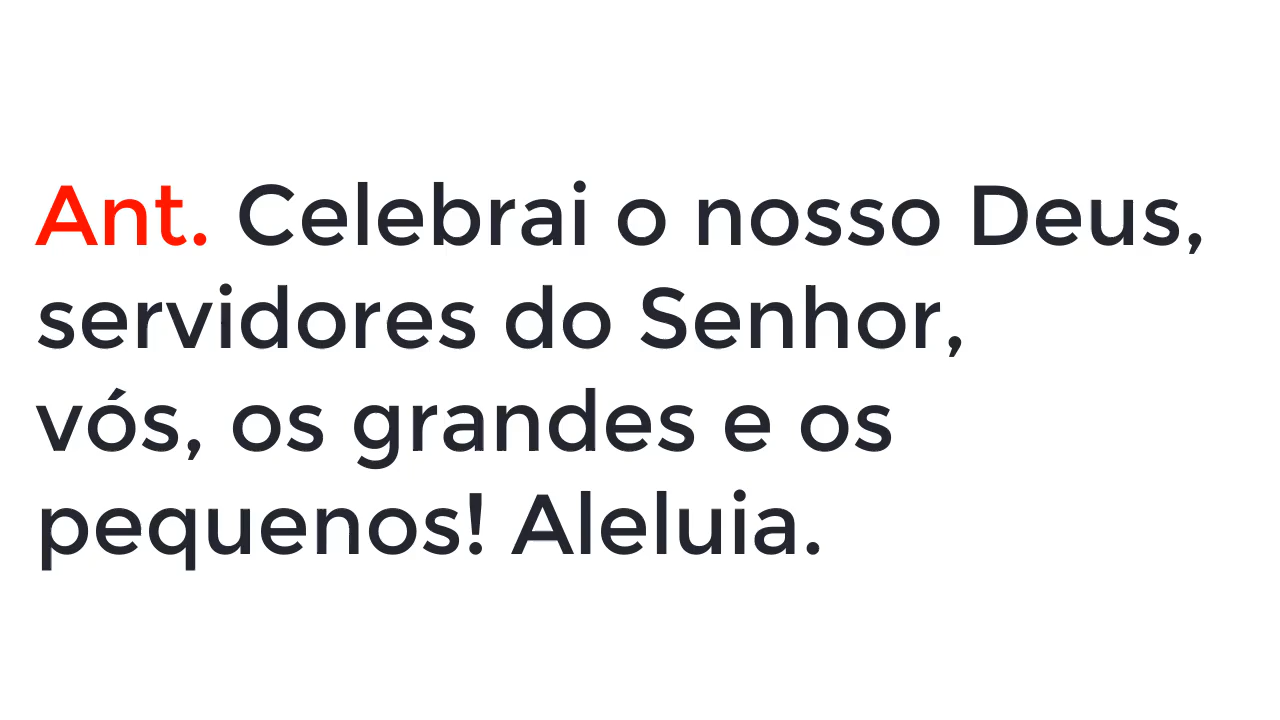 Ant. Celebrai o nosso Deus,
servidores do Senhor,
vós, os grandes e os
pequenos! Aleluia.